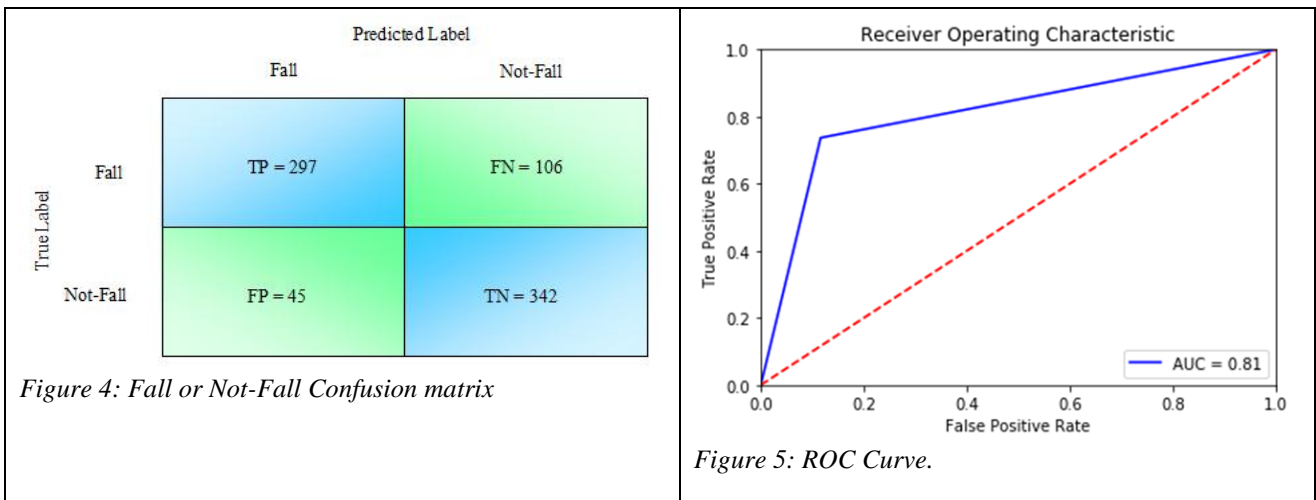 Predicted Label
Fall
Not-Fall
True Label
Fall
TP = 297
FN = 106
Not-Fall
FP = 45
TN = 342
Figure 4: Fall or Not-Fall Confusion matrix
Receiver Operating Characteristic
1.0
0.8
0.6
0.4
0.2
0.0
True Positive Rate
AUC = 0.81
0.0
0.2
0.4
0.6
0.8
1.0
False Positive Rate
Figure 5: ROC Curve.